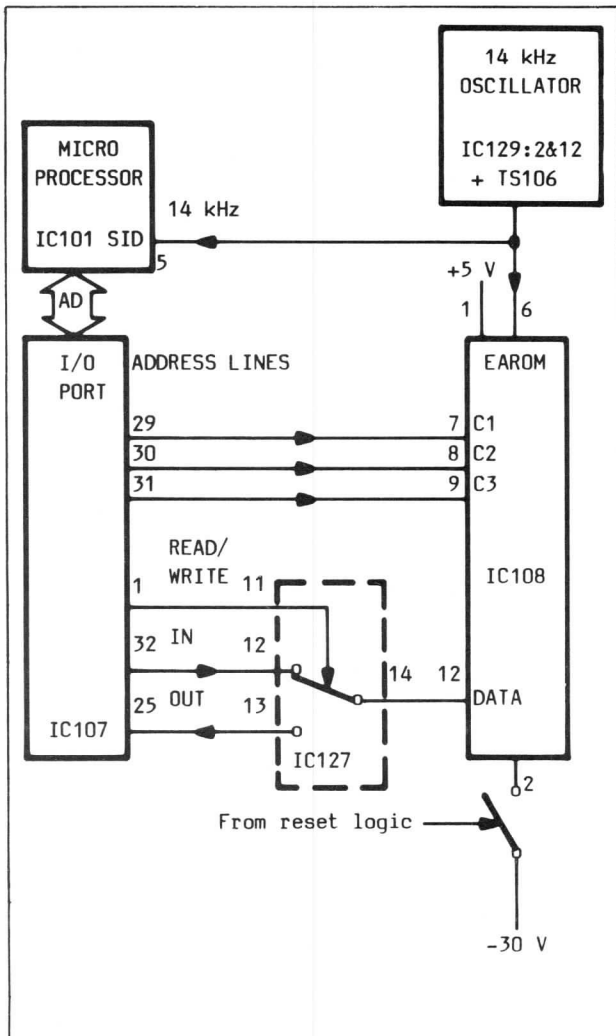 14 kHz
OSCILLATOR
IC129:2&12
+ TS106
MICRO
PROCESSOR
IC101 SID
5
14 kHz
+5 V
1
6
AD
I/O
PORT
ADDRESS LINES
EAROM
29
7
C1
30
8
C2
31
9
C3
READ/
WRITE
IC108
1
11
32
IN
12
14
12
DATA
25
OUT
13
IC107
IC127
2
From reset logic
-30 V